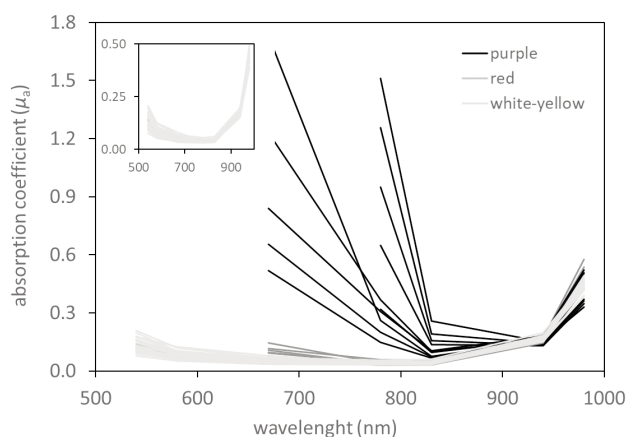 1.8
1.5
1.2
0.9
0.6
0.3
0.0
absorption coefficient (μa)
0.50
0.25
0.00
500 700 900
purple
red
white-yellow
500 600 700 800 900 1000
wavelenght (nm)